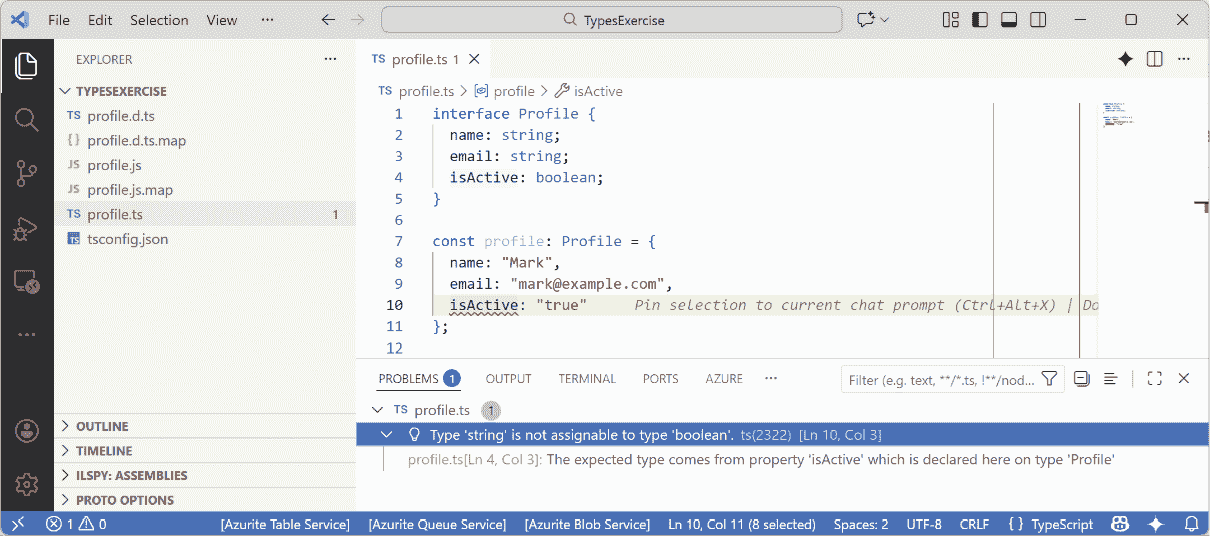 File Edit Selection View ··· TypesExercise
EXPLORER ···
TYPESEXERCISE
TS profile.d.ts
{} profile.d.ts.map
JS profile.js
JS profile.js.map
TS profile.ts 1
TS tsconfig.json
OUTLINE
TIMELINE
ILSPY: ASSEMBLIES
PROTO OPTIONS
TS profile.ts 1
TS profile.ts > profile > isActive
1 interface Profile {
2 name: string;
3 email: string;
4 isActive: boolean;
5 }
6
7 const profile: Profile = {
8 name: "Mark",
9 email: "mark@example.com",
10 isActive: "true" Pin selection to current chat prompt (Ctrl+Alt+X) | Do
11 };
12
PROBLEMS 1 OUTPUT TERMINAL PORTS AZURE ··· Filter (e.g. text, **/*.ts, !**/nod...
TS profile.ts 1
Type 'string' is not assignable to type 'boolean'. ts(2322) [Ln 10, Col 3]
profile.ts[Ln 4, Col 3]: The expected type comes from property 'isActive' which is declared here on type 'Profile'
1 0 [Azurite Table Service] [Azurite Queue Service] [Azurite Blob Service] Ln 10, Col 11 (8 selected) Spaces: 2 UTF-8 CRLF {} TypeScript